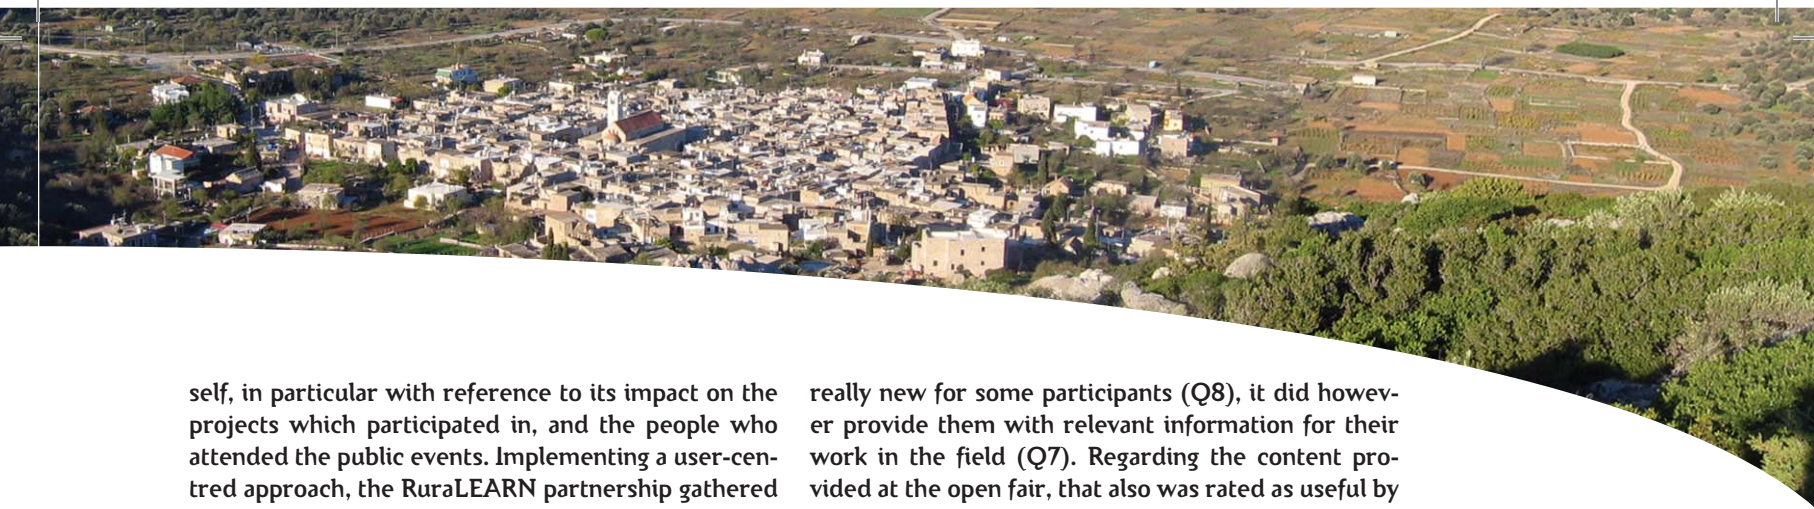 self, in particular with reference to its impact on the
projects which participated in, and the people who
attended the public events. Implementing a user-cen-
tred approach, the RuraLEARN partnership gathered
really new for some participants (Q8), it did howev-
er provide them with relevant information for their
work in the field (Q7). Regarding the content pro-
vided at the open fair, that also was rated as useful by